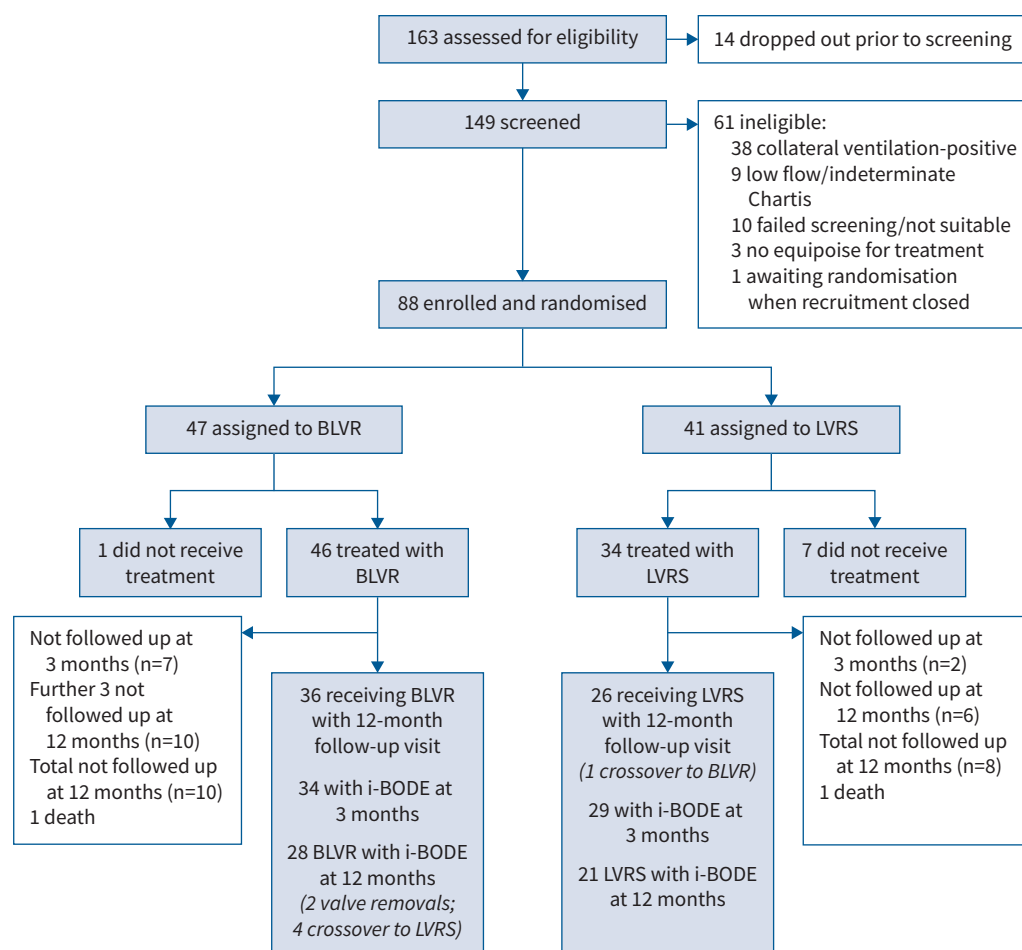 163 assessed for eligibility
14 dropped out prior to screening
149 screened
61 ineligible:
38 collateral ventilation-positive
9 low flow/indeterminate
Chartis
10 failed screening/not suitable
3 no equipoise for treatment
1 awaiting randomisation
when recruitment closed
88 enrolled and randomised
47 assigned to BLVR
41 assigned to LVRS
1 did not receive
treatment
46 treated with
BLVR
34 treated with
LVRS
7 did not receive
treatment
Not followed up at
3 months (n=7)
Further 3 not
followed up at
12 months (n=10)
Total not followed up
at 12 months (n=10)
1 death
36 receiving BLVR
with 12-month
follow-up visit
34 with i-BODE at
3 months
28 BLVR with i-BODE
at 12 months
(2 valve removals;
4 crossover to LVRS)
26 receiving LVRS
with 12-month
follow-up visit
(1 crossover to BLVR)
29 with i-BODE at
3 months
21 LVRS with i-BODE
at 12 months
Not followed up at
3 months (n=2)
Not followed up at
12 months (n=6)
Total not followed up
at 12 months (n=8)
1 death